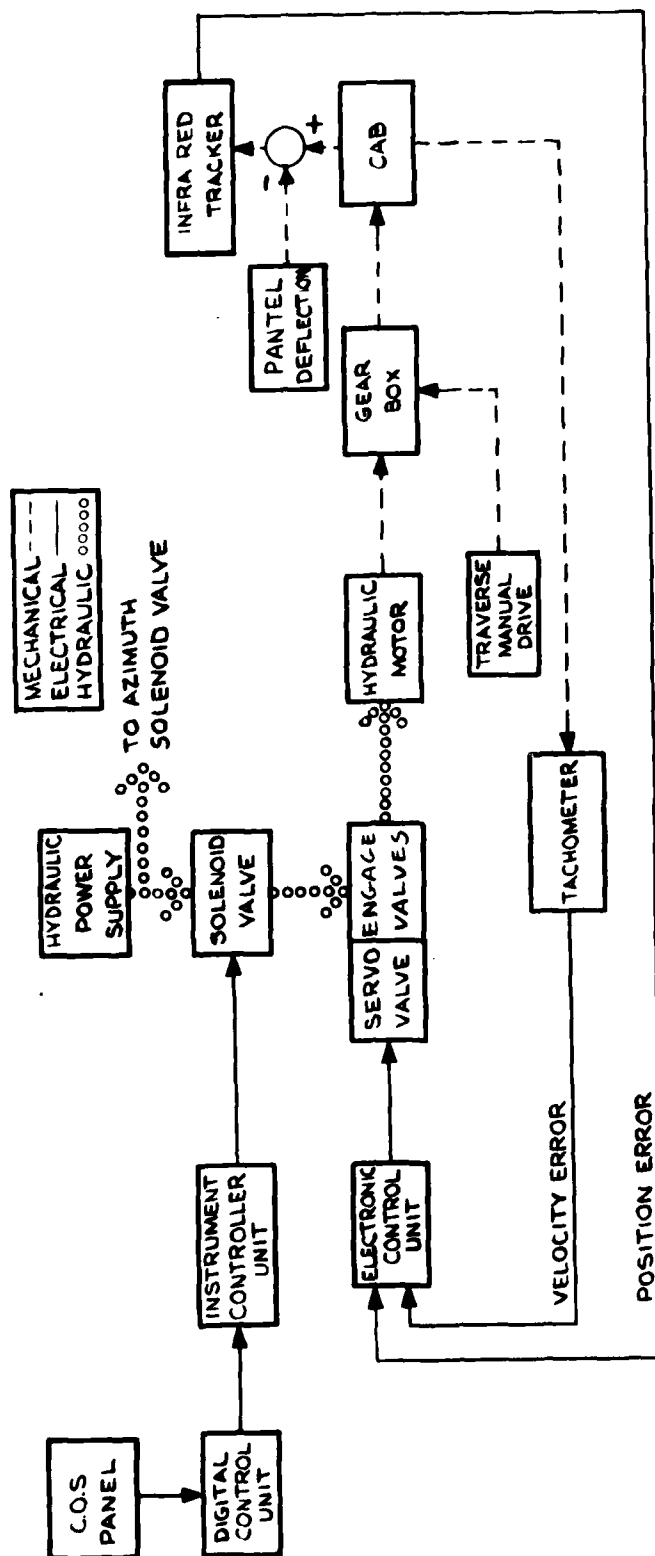 C.O.S
PANEL
DIGITAL
CONTROL
UNIT
INSTRUMENT
CONTROLLER
UNIT
HYDRAULIC
POWER
SUPPLY
TO AZIMUTH
SOLENOID VALVE
MECHANICAL
ELECTRICAL
HYDRAULIC
SOLENOID
VALVE
ELECTRONIC
CONTROL
UNIT
SERVO
VALVE
ENGAGE
VALVES
HYDRAULIC
MOTOR
GEAR
BOX
PANTEL
DEFLECTION
INFRA RED
TRACKER
-
+
CAB
TRAVERSE
MANUAL
DRIVE
TACHOMETER
VELOCITY ERROR
POSITION ERROR